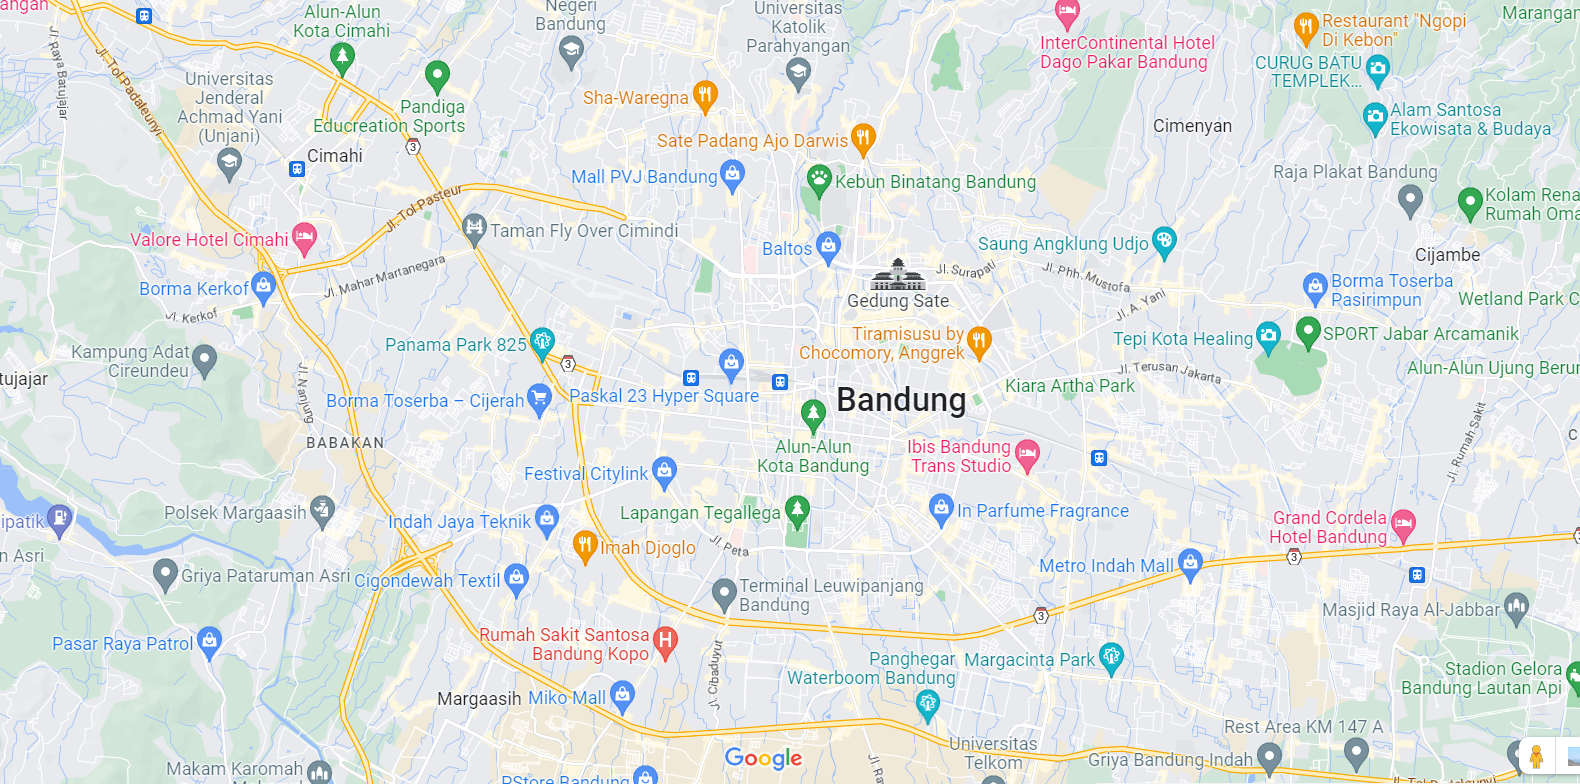 angan
Alun-Alun
Kota Cimahi
Negeri
Bandung
Universitas
Katolik
Parahyangan
InterContinental Hotel
Dago Pakar Bandung
Restaurant "Ngopi
Di Kebon"
Marangan
CURUG BATU
TEMPLEK...
Jl. Raya Batujajar
Jl. Tol Padaleunyi
Universitas
Jenderal
Achmad Yani
(Unjani)
Pandiga
Educreation Sports
Sha-Waregna
Sate Padang Ajo Darwis
Cimenyan
Alam Santosa
Ekowisata & Budaya
3
Cimahi
Mall PVJ Bandung
Kebun Binatang Bandung
Raja Plakat Bandung
Kolam Rena
Rumah Oma
Jl. Tol Pasteur
Valore Hotel Cimahi
Taman Fly Over Cimindi
Baltos
Saung Angklung Udjo
Cijambe
Jl. Mahar Martanegara
Jl. Surapati
Jl. Phh. Mustofa
Borma Kerkof
Jl. Kerkof
Gedung Sate
Jl. A. Yani
Borma Toserba
Pasirimpun
Wetland Park C
Kampung Adat
Cireundeu
Panama Park 825
3
Tiramisusu by
Chocomory, Anggrek
Tepi Kota Healing
SPORT Jabar Arcamanik
tujajar
Jl. Nanjung
Borma Toserba – Cijerah
Paskal 23 Hyper Square
Bandung
Kiara Artha Park
Jl. Terusan Jakarta
Alun-Alun Ujung Berun
BABAKAN
Alun-Alun
Kota Bandung
Ibis Bandung
Trans Studio
Jl. Rumah Sakit
C
Festival Citylink
ipatik
Polsek Margaasih
Indah Jaya Teknik
Lapangan Tegallega
In Parfume Fragrance
Grand Cordela
Hotel Bandung
n Asri
Imah Djoglo
Jl. Peta
3
Griya Pataruman Asri
Cigondewah Textil
Terminal Leuwipanjang
Bandung
Metro Indah Mall
3
Masjid Raya Al-Jabbar
Pasar Raya Patrol
Rumah Sakit Santosa
Bandung Kopo
H
Jl. Cibaduyut
Panghegar
Waterboom Bandung
Margacinta Park
Stadion Gelora
Bandung Lautan Api
Margaasih
Miko Mall
Google
Universitas
Telkom
Rest Area KM 147 A
Griya Bandung Indah
Makam Karomah
PStore Bandung